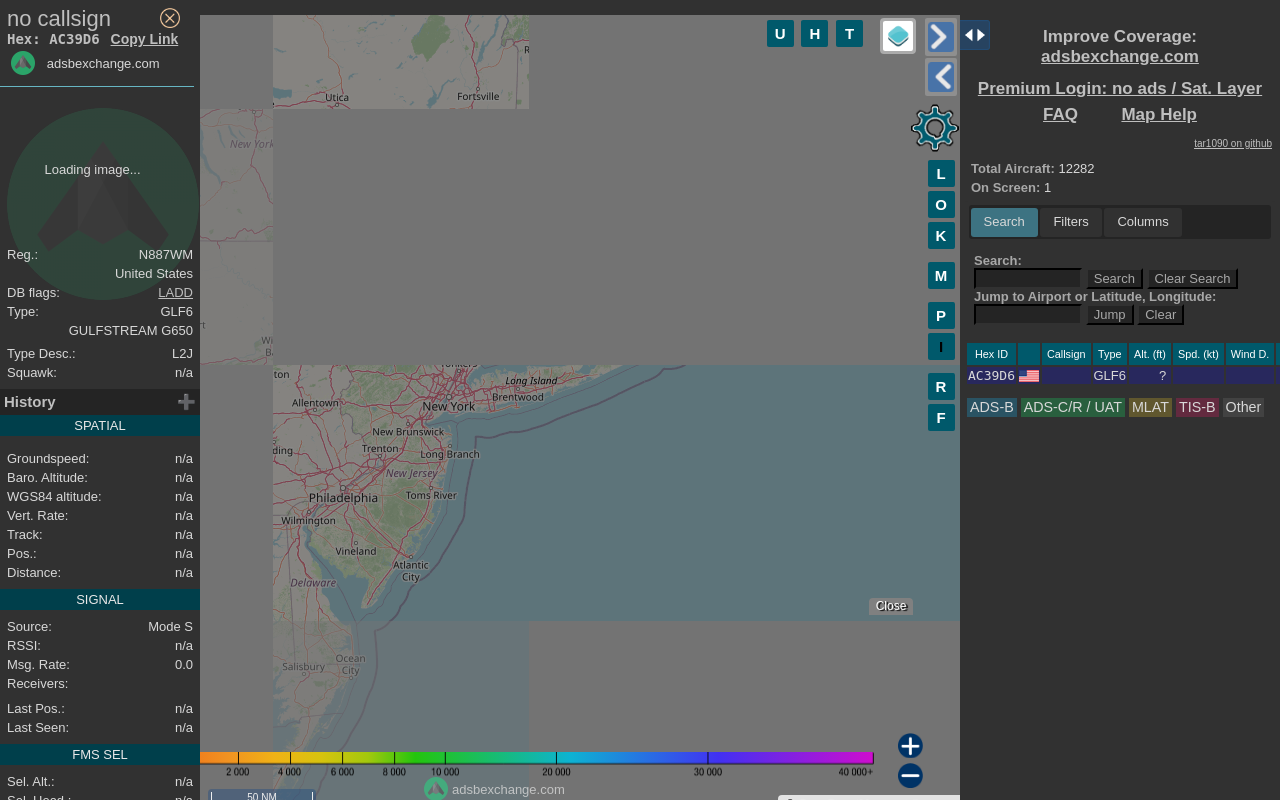 no callsign
Hex: AC39D6 Copy Link
adsbexchange.com
Loading image...
Reg.: N887WM
United States
DB flags: LADD
Type: GLF6
GULFSTREAM G650
Type Desc.: L2J
Squawk: n/a
History
SPATIAL
Groundspeed: n/a
Baro. Altitude: n/a
WGS84 altitude: n/a
Vert. Rate: n/a
Track: n/a
Pos.: n/a
Distance: n/a
SIGNAL
Source: Mode S
RSSI: n/a
Msg. Rate: 0.0
Receivers:
Last Pos.: n/a
Last Seen: n/a
FMS SEL
Sel. Alt.: n/a
Sel. Head.: n/a
Utica
Fortsville
New York
Long Island
Allentown
Brentwood
New York
New Brunswick
Trenton
Long Branch
New Jersey
Philadelphia
Toms River
Wilmington
Vineland
Atlantic
City
Delaware
Ocean
City
Salisbury
U H T
L
O
K
M
P
I
R
F
Close
2 000 4 000 6 000 8 000 10 000 20 000 30 000 40 000+
adsbexchange.com
50 NM
Improve Coverage:
adsbexchange.com
Premium Login: no ads / Sat. Layer
FAQ Map Help
tar1090 on github
Total Aircraft: 12282
On Screen: 1
Search Filters Columns
Search:
Search Clear Search
Jump to Airport or Latitude, Longitude:
Jump Clear
Hex ID Callsign Type Alt. (ft) Spd. (kt) Wind D.
AC39D6 GLF6 ?
ADS-B ADS-C/R / UAT MLAT TIS-B Other